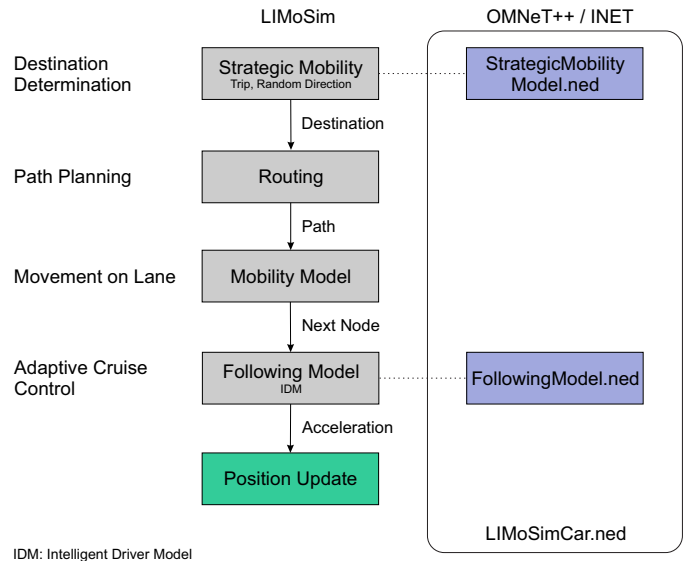 LIMoSim
OMNeT++ / INET
Destination
Determination
Strategic Mobility
Trip, Random Direction
StrategicMobility
Model.ned
Destination
Path Planning
Routing
Path
Movement on Lane
Mobility Model
Next Node
Adaptive Cruise
Control
Following Model
IDM
FollowingModel.ned
Acceleration
Position Update
LIMoSimCar.ned
IDM: Intelligent Driver Model